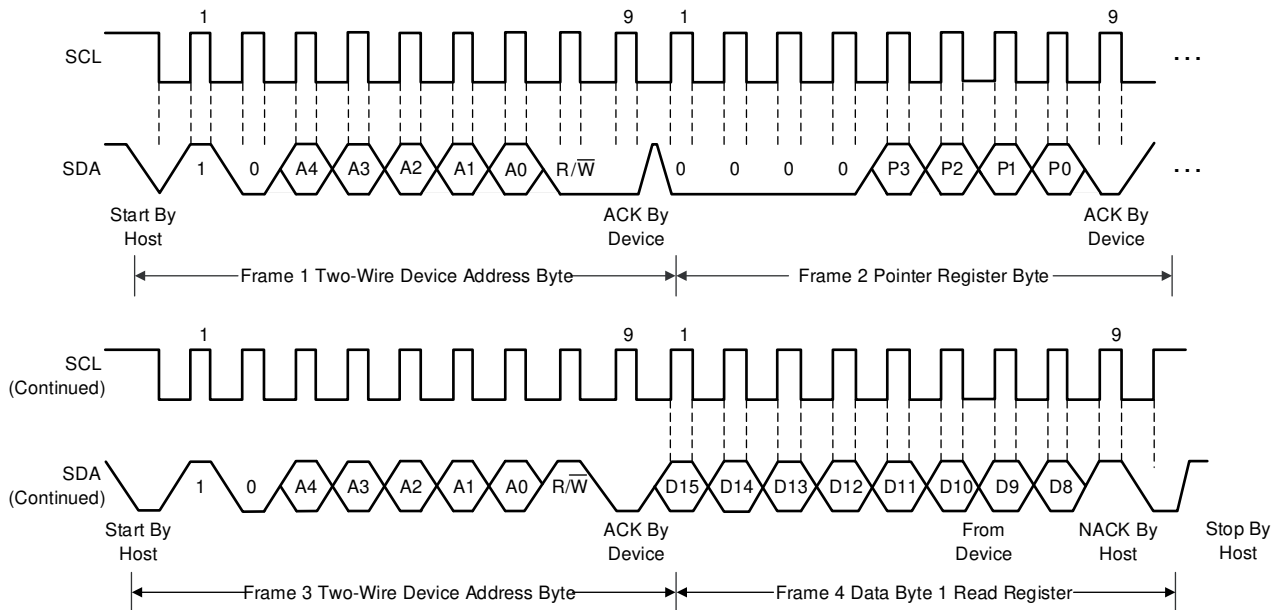 1 9 1 9
SCL ...
SDA 1 0 A4 A3 A2 A1 A0 R/W̅ 0 0 0 0 P3 P2 P1 P0 ...
Start By
Host
ACK By
Device
ACK By
Device
Frame 1 Two-Wire Device Address Byte
Frame 2 Pointer Register Byte
1 9 1 9
SCL
(Continued)
SDA
(Continued)
1 0 A4 A3 A2 A1 A0 R/W̅ D15 D14 D13 D12 D11 D10 D9 D8
Start By
Host
ACK By
Device
From
Device
NACK By
Host
Stop By
Host
Frame 3 Two-Wire Device Address Byte
Frame 4 Data Byte 1 Read Register